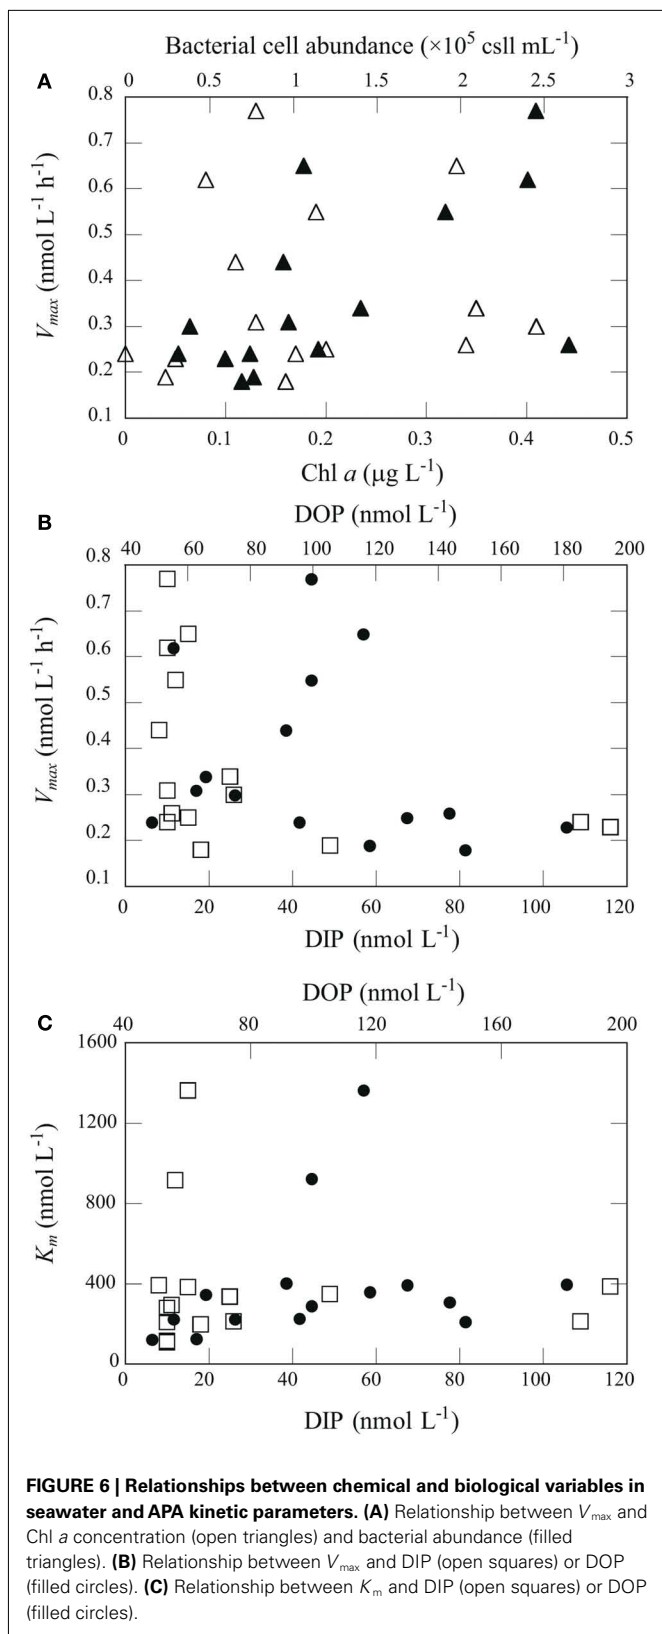 Bacterial cell abundance (×10⁵ csll mL⁻¹)
A
0 0.5 1 1.5 2 2.5 3
0.8
0.7
0.6
0.5
0.4
0.3
0.2
0.1
Vmax (nmol L⁻¹ h⁻¹)
0 0.1 0.2 0.3 0.4 0.5
Chl a (μg L⁻¹)
B
DOP (nmol L⁻¹)
40 60 80 100 120 140 160 180 200
0.8
0.7
0.6
0.5
0.4
0.3
0.2
0.1
Vmax (nmol L⁻¹ h⁻¹)
0 20 40 60 80 100 120
DIP (nmol L⁻¹)
DOP (nmol L⁻¹)
C
40 80 120 160 200
1600
1200
800
400
0
Km (nmol L⁻¹)
0 20 40 60 80 100 120
DIP (nmol L⁻¹)
FIGURE 6 | Relationships between chemical and biological variables in
seawater and APA kinetic parameters. (A) Relationship between Vmax and
Chl a concentration (open triangles) and bacterial abundance (filled
triangles). (B) Relationship between Vmax and DIP (open squares) or DOP
(filled circles). (C) Relationship between Km and DIP (open squares) or DOP
(filled circles).